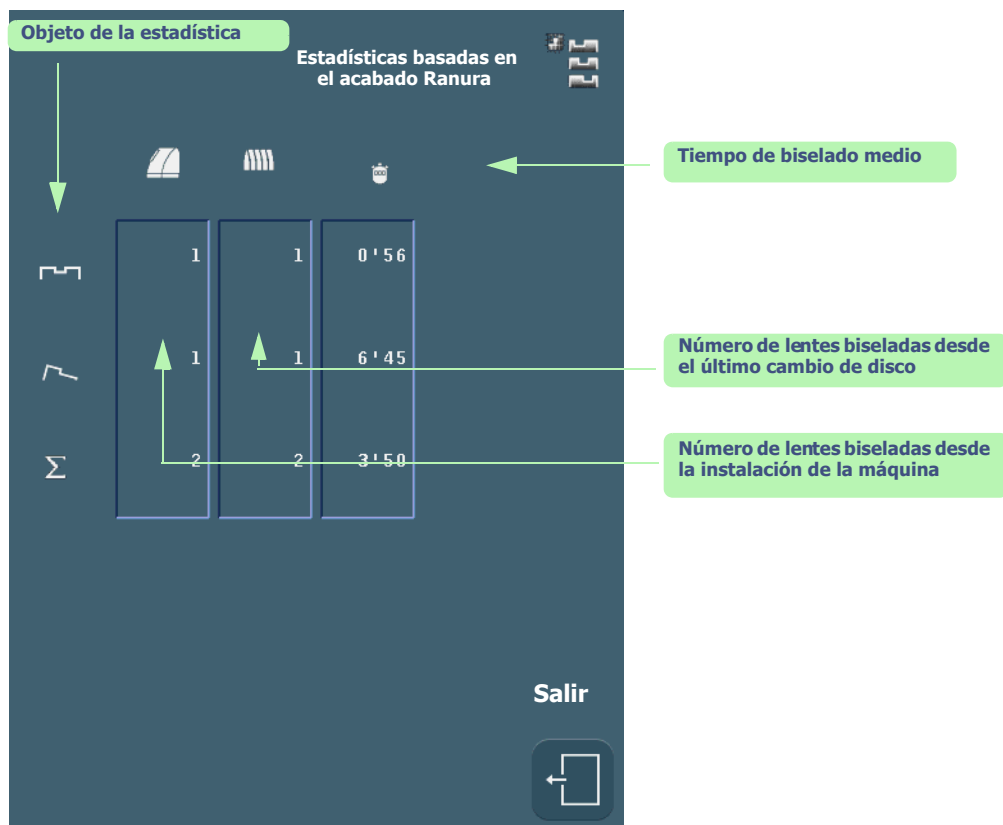 Objeto de la estadística
Estadísticas basadas en
el acabado Ranura
Tiempo de biselado medio
1 1 0'56
Número de lentes biseladas desde
el último cambio de disco
1 1 6'45
Número de lentes biseladas desde
la instalación de la máquina
Σ 2 2 3'50
Salir